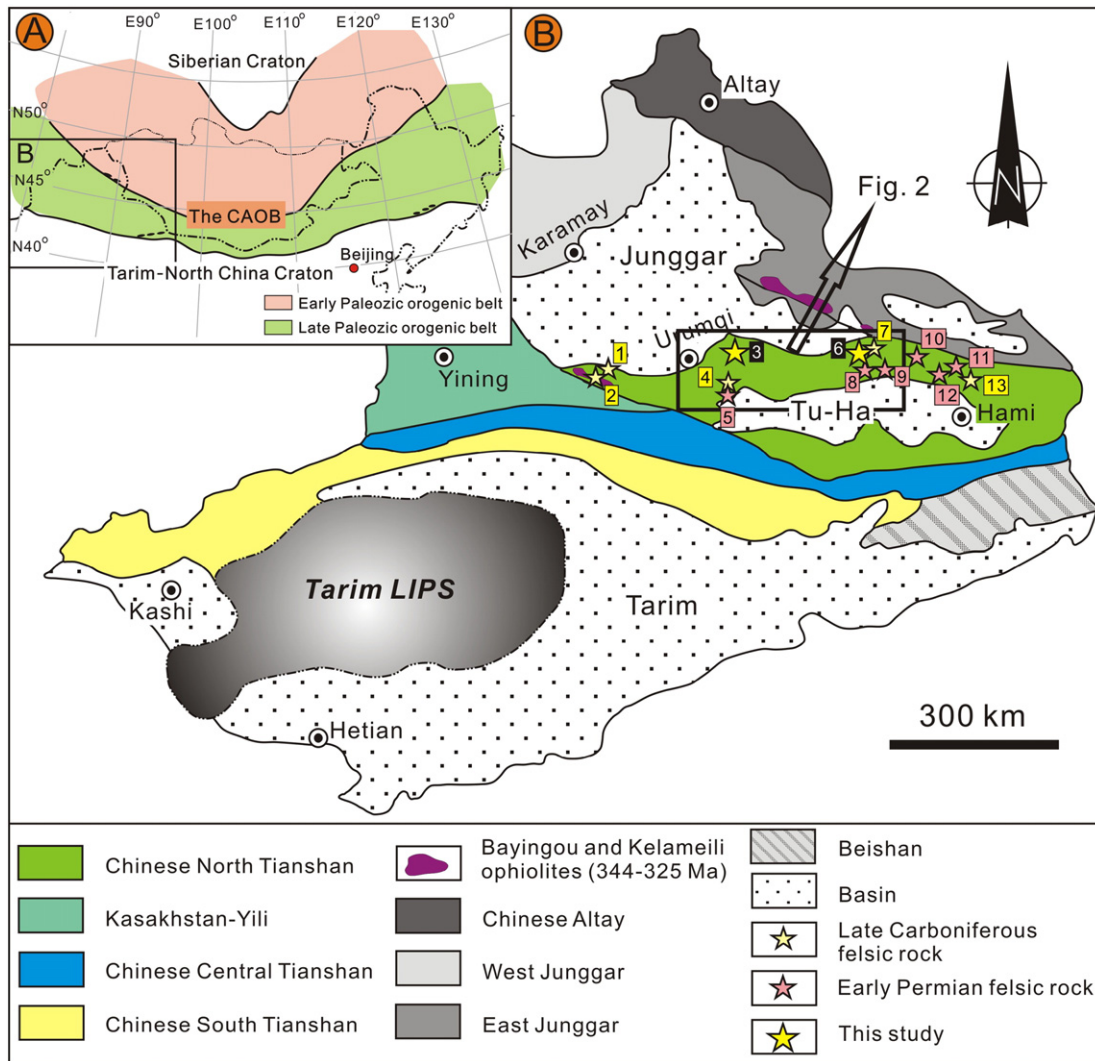 A
E90°
E100°
E110°
E120°
E130°
Siberian Craton
N50°
B
N45°
The CAOB
N40°
Beijing
Tarim-North China Craton
Early Paleozic orogenic belt
Late Paleozic orogenic belt
B
Altay
Fig. 2
N
Karamay
Junggar
Urumqi
Yining
1
2
3
4
5
6
7
8
9
10
11
12
13
Tu-Ha
Hami
Tarim LIPS
Tarim
Kashi
Hetian
300 km
Chinese North Tianshan
Kasakhstan-Yili
Chinese Central Tianshan
Chinese South Tianshan
Bayingou and Kelameili
ophiolites (344-325 Ma)
Chinese Altay
West Junggar
East Junggar
Beishan
Basin
Late Carboniferous
felsic rock
Early Permian felsic rock
This study